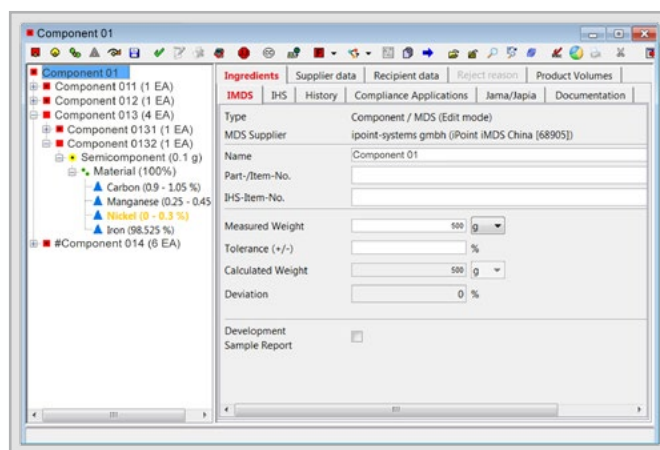 Component 01
Component 01
Component 011 (1 EA)
Component 012 (1 EA)
Component 013 (4 EA)
Component 0131 (1 EA)
Component 0132 (1 EA)
Semicomponent (0.1 g)
Material (100%)
Carbon (0.9 - 1.05 %)
Manganese (0.25 - 0.45
Nickel (0 - 0.3 %)
Iron (98.525 %)
#Component 014 (6 EA)
Ingredients Supplier data Recipient data Reject reason Product Volumes
IMDS IHS History Compliance Applications Jama/Japia Documentation
Type Component / MDS (Edit mode)
MDS Supplier ipoint-systems gmbh (iPoint iMDS China [68905])
Name Component 01
Part-/Item-No.
IHS-Item-No.
Measured Weight 500 g
Tolerance (+/-) %
Calculated Weight 500 g
Deviation 0 %
Development
Sample Report